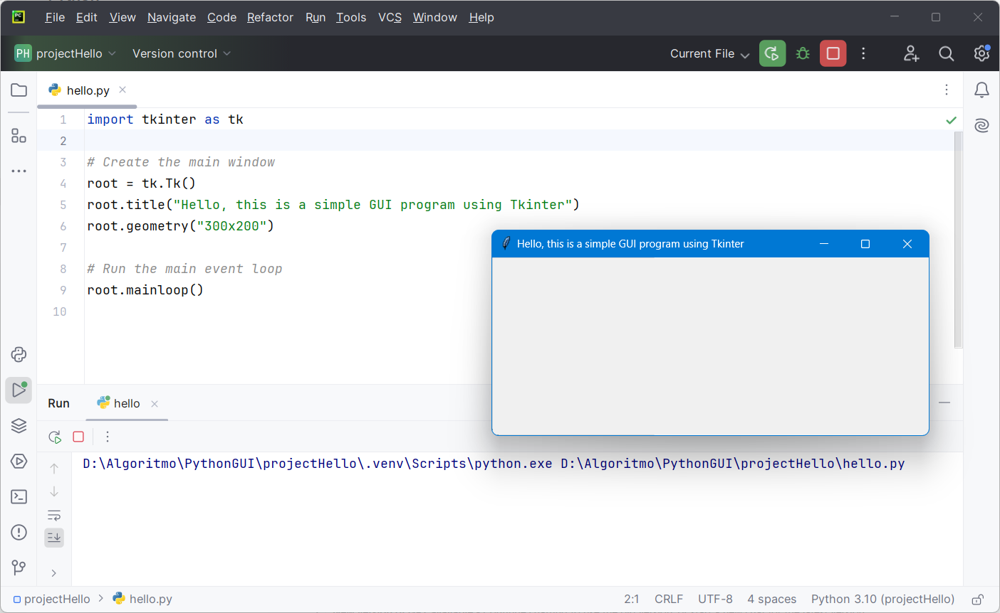 PC
File Edit View Navigate Code Refactor Run Tools VCS Window Help
PH projectHello Version control Current File
hello.py
1 import tkinter as tk
2
3 # Create the main window
4 root = tk.Tk()
5 root.title("Hello, this is a simple GUI program using Tkinter")
6 root.geometry("300x200")
7
8 # Run the main event loop
9 root.mainloop()
10
Hello, this is a simple GUI program using Tkinter
Run hello
D:\Algoritmo\PythonGUI\projectHello\.venv\Scripts\python.exe D:\Algoritmo\PythonGUI\projectHello\hello.py
projectHello > hello.py 2:1 CRLF UTF-8 4 spaces Python 3.10 (projectHello)